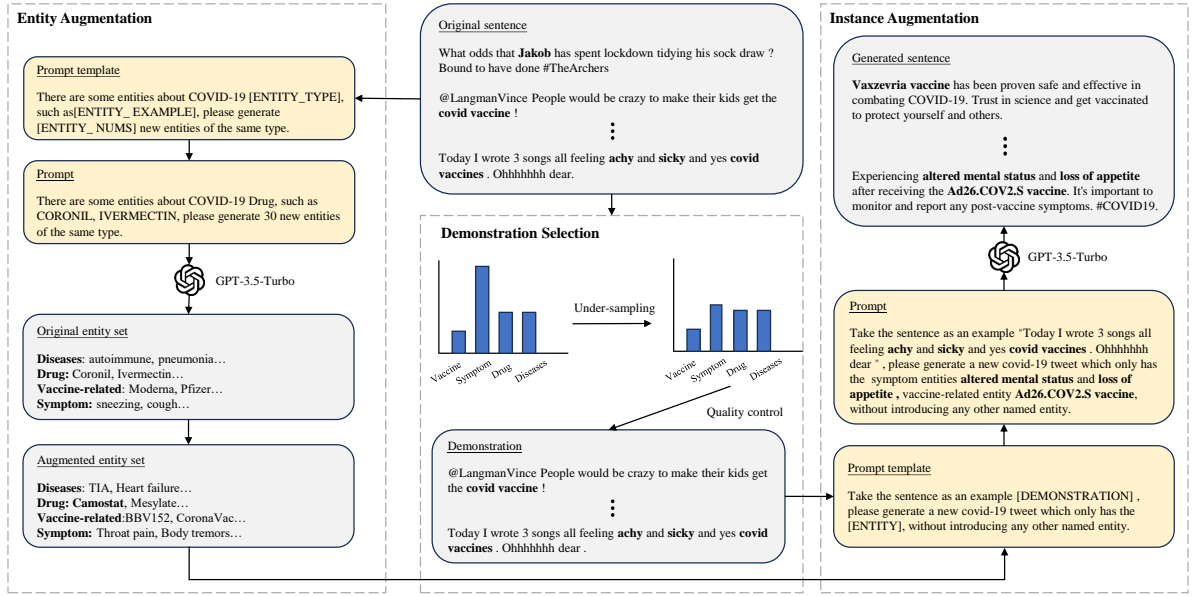 Entity Augmentation
Prompt template
There are some entities about COVID-19 [ENTITY_TYPE],
such as[ENTITY_ EXAMPLE], please generate
[ENTITY_ NUMS] new entities of the same type.
Prompt
There are some entities about COVID-19 Drug, such as
CORONIL, IVERMECTIN, please generate 30 new entities
of the same type.
GPT-3.5-Turbo
Original entity set
Diseases: autoimmune, pneumonia…
Drug: Coronil, Ivermectin…
Vaccine-related: Moderna, Pfizer…
Symptom: sneezing, cough…
Augmented entity set
Diseases: TIA, Heart failure…
Drug: Camostat, Mesylate…
Vaccine-related:BBV152, CoronaVac…
Symptom: Throat pain, Body tremors…
Original sentence
What odds that Jakob has spent lockdown tidying his sock draw ?
Bound to have done #TheArchers
@LangmanVince People would be crazy to make their kids get the
covid vaccine !
Today I wrote 3 songs all feeling achy and sicky and yes covid
vaccines . Ohhhhhhh dear.
Demonstration Selection
Vaccine
Symptom
Drug
Diseases
Under-sampling
Vaccine
Symptom
Drug
Diseases
Quality control
Demonstration
@LangmanVince People would be crazy to make their kids get
the covid vaccine !
Today I wrote 3 songs all feeling achy and sicky and yes covid
vaccines . Ohhhhhhh dear .
Instance Augmentation
Generated sentence
Vaxzevria vaccine has been proven safe and effective in
combating COVID-19. Trust in science and get vaccinated
to protect yourself and others.
Experiencing altered mental status and loss of appetite
after receiving the Ad26.COV2.S vaccine. It's important to
monitor and report any post-vaccine symptoms. #COVID19.
GPT-3.5-Turbo
Prompt
Take the sentence as an example "Today I wrote 3 songs all
feeling achy and sicky and yes covid vaccines . Ohhhhhhh
dear " , please generate a new covid-19 tweet which only has
the symptom entities altered mental status and loss of
appetite , vaccine-related entity Ad26.COV2.S vaccine,
without introducing any other named entity.
Prompt template
Take the sentence as an example [DEMONSTRATION] ,
please generate a new covid-19 tweet which only has the
[ENTITY], without introducing any other named entity.